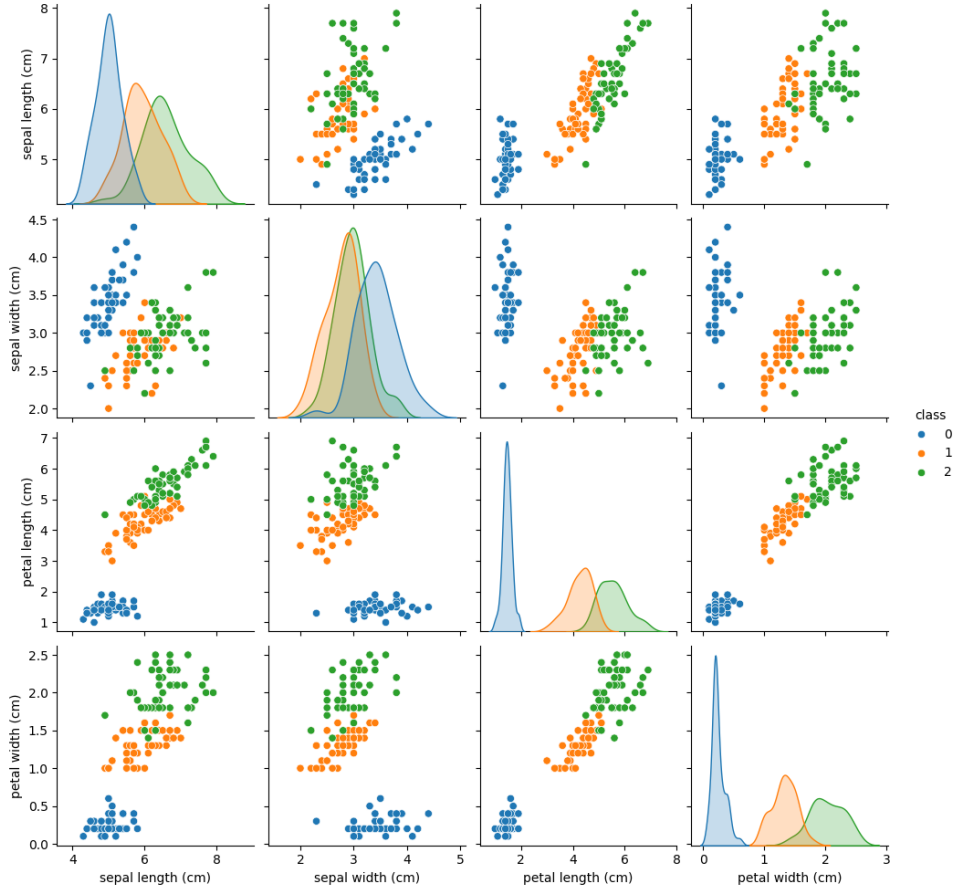 8
7
6
5
sepal length (cm)
4.5
4.0
3.5
3.0
2.5
2.0
sepal width (cm)
class
0
1
2
7
6
5
4
3
2
1
petal length (cm)
2.5
2.0
1.5
1.0
0.5
0.0
petal width (cm)
4 6 8
2 3 4 5
2 4 6 8
0 1 2 3
sepal length (cm) sepal width (cm) petal length (cm) petal width (cm)